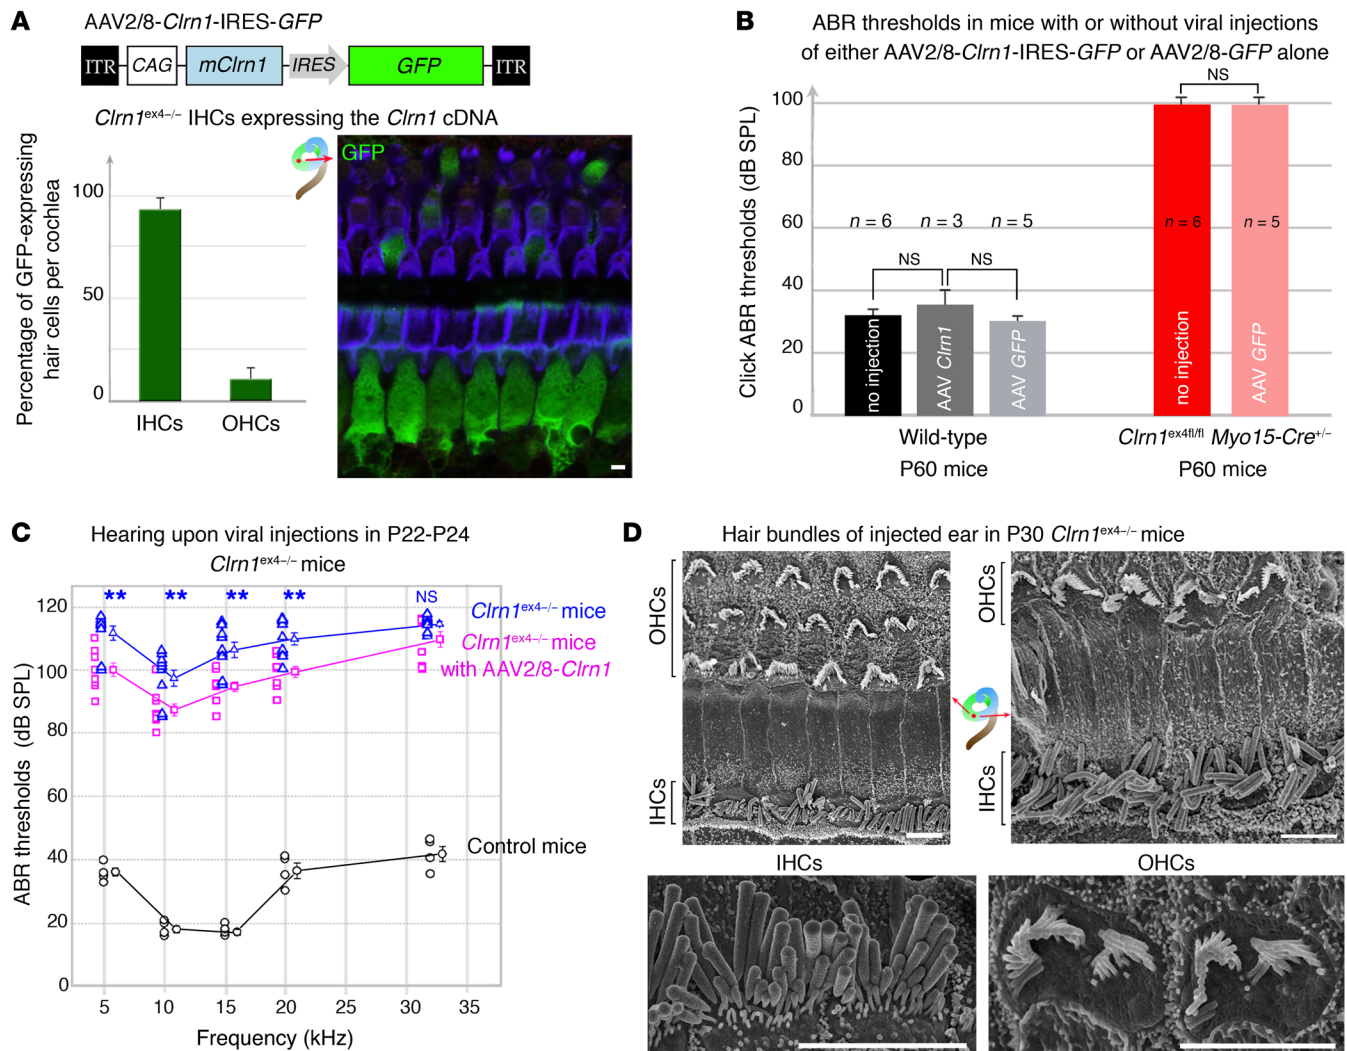 A
AAV2/8-Clrn1-IRES-GFP
ITR CAG mClrn1 IRES GFP ITR
Clrn1ex4–/– IHCs expressing the Clrn1 cDNA
Percentage of GFP-expressing
hair cells per cochlea
100
50
0
IHCs OHCs
GFP
B
ABR thresholds in mice with or without viral injections
of either AAV2/8-Clrn1-IRES-GFP or AAV2/8-GFP alone
Click ABR thresholds (dB SPL)
100
80
60
40
20
0
NS
n = 6 n = 3 n = 5 n = 6 n = 5
NS NS
no injection
AAV Clrn1
AAV GFP
no injection
AAV GFP
Wild-type Clrn1ex4fl/fl Myo15-Cre+/–
P60 mice P60 mice
C
Hearing upon viral injections in P22-P24
Clrn1ex4–/– mice
ABR thresholds (dB SPL)
120
100
80
60
40
20
0
** ** ** ** NS
Clrn1ex4–/– mice
Clrn1ex4–/– mice
with AAV2/8-Clrn1
Control mice
5 10 15 20 25 30 35
Frequency (kHz)
D
Hair bundles of injected ear in P30 Clrn1ex4–/– mice
OHCs
IHCs
OHCs
IHCs
IHCs OHCs